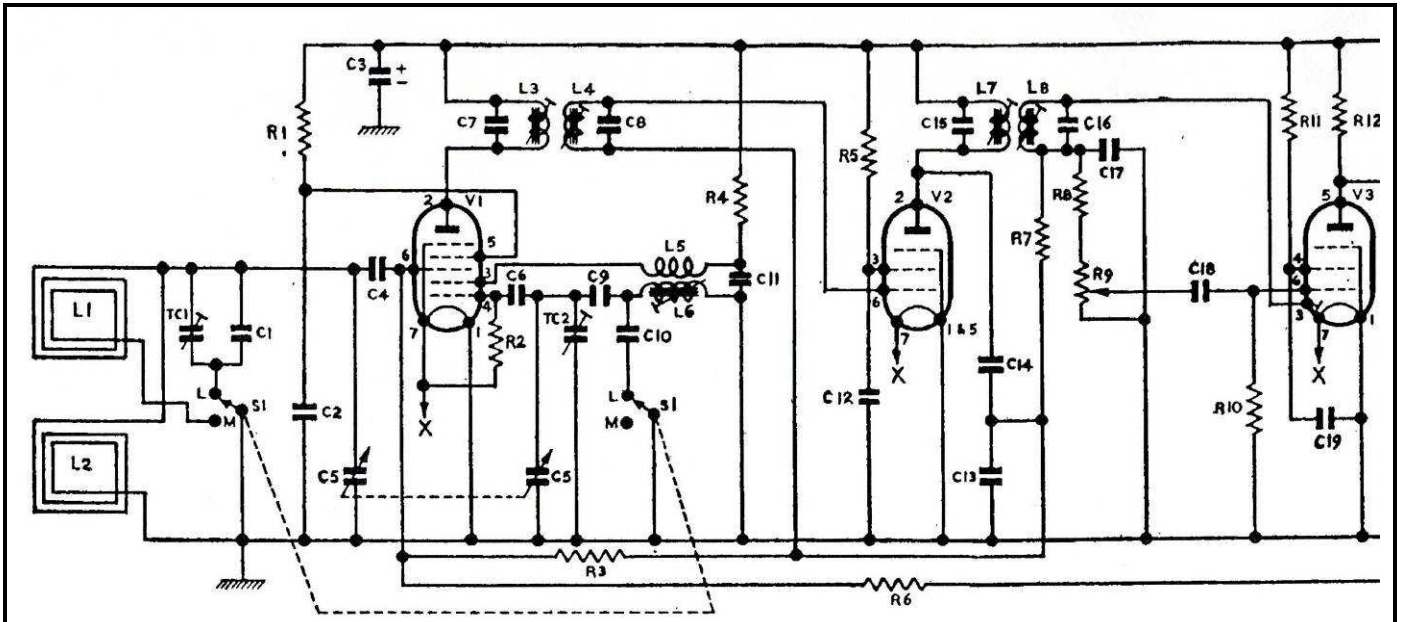 C3
+
-
L3
L4
L7
L8
R1
C7
C8
C15
C16
R11
R12
R5
C17
2
V1
R4
2
V2
R8
5
V3
6
5
R7
L5
3
C4
3
C6
C9
C11
3
4
L1
TC1
C1
4
6
R9
C18
6
TC2
L6
3
7
1
R2
C10
7
1 & 5
7
1
L
C14
X
X
S1
C2
L
S1
C12
R10
M
X
M
C19
L2
C5
C5
C13
R3
R6